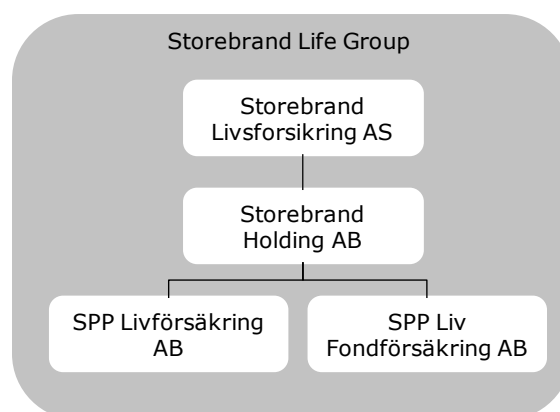 Storebrand Life Group
Storebrand
Livsforsikring AS
Storebrand
Holding AB
SPP Livförsäkring
AB
SPP Liv
Fondförsäkring AB